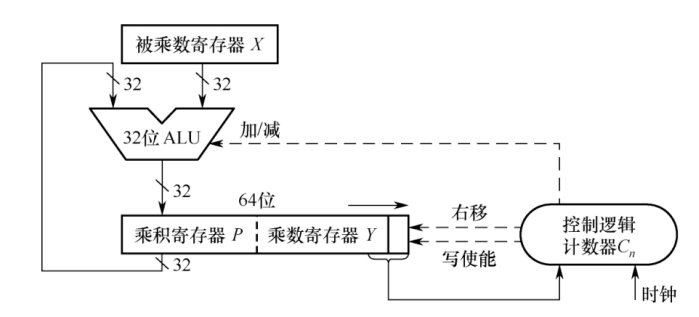 被乘数寄存器 X
32
32
32位 ALU
加/减
32
64位
乘积寄存器 P
乘数寄存器 Y
右移
写使能
控制逻辑
计数器Cn
32
时钟